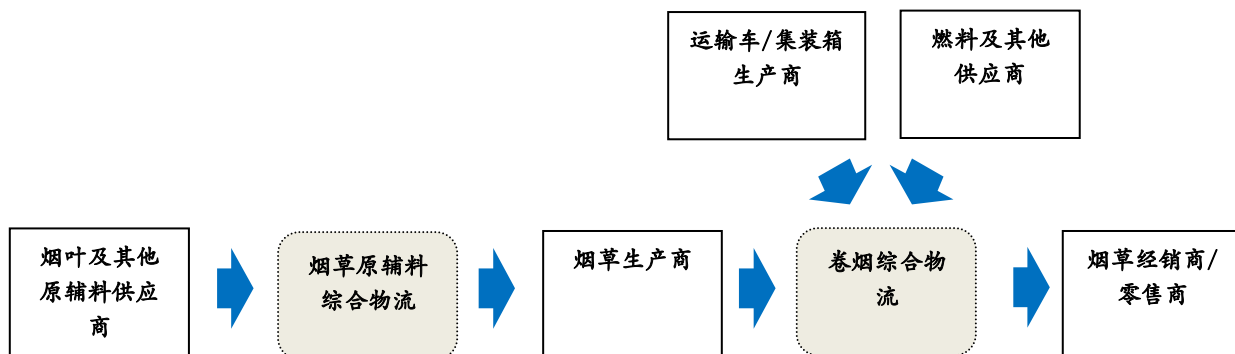 运输车/集装箱
生产商
燃料及其他
供应商
烟叶及其他
原辅料供应
商
烟草原辅料
综合物流
烟草生产商
卷烟综合物
流
烟草经销商/
零售商